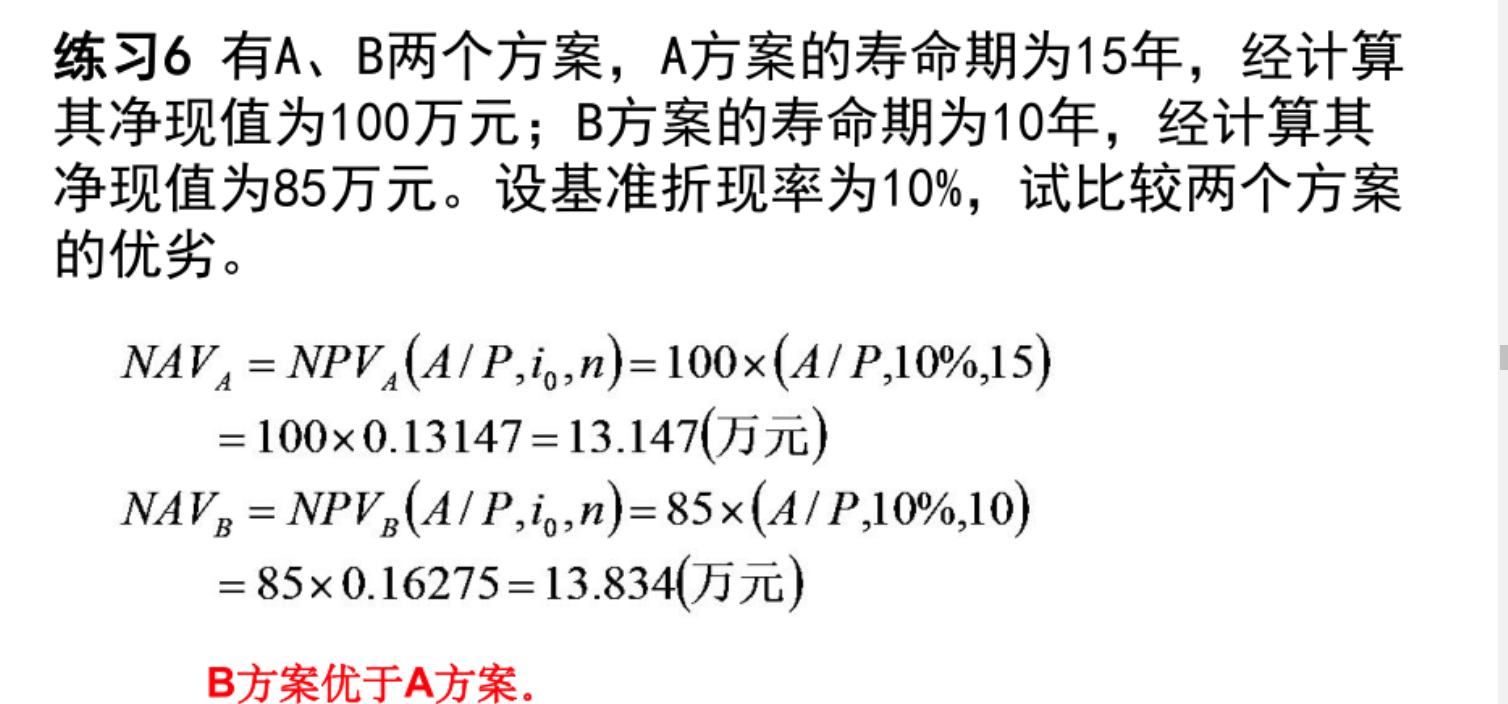 练习6 有A、B两个方案，A方案的寿命期为15年，经计算
其净现值为100万元；B方案的寿命期为10年，经计算其
净现值为85万元。设基准折现率为10%，试比较两个方案
的优劣。
NAV_A = NPV_A(A/P,i_0,n)=100×(A/P,10%,15)
=100×0.13147=13.147(万元)
NAV_B = NPV_B(A/P,i_0,n)=85×(A/P,10%,10)
=85×0.16275=13.834(万元)
B方案优于A方案.